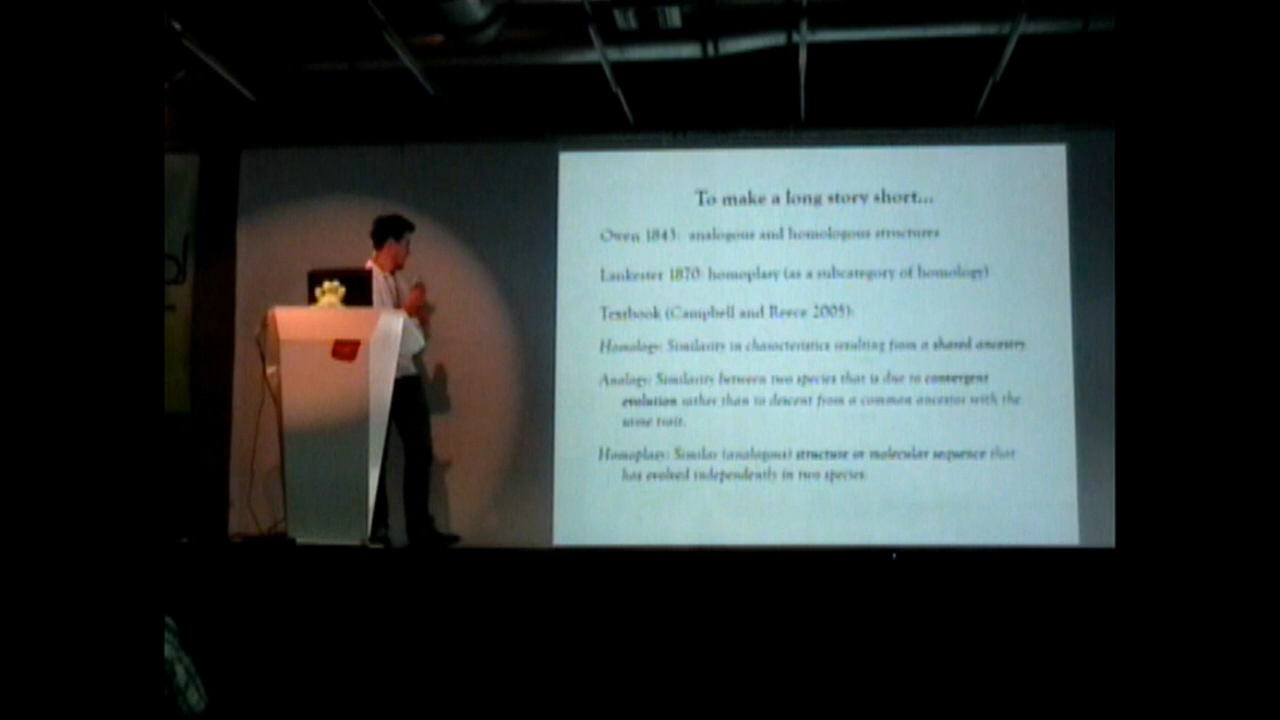 To make a long story short...
Owen 1843: analogous and homologous structures
Lankester 1870: homoplasy (as a subcategory of homology)
Textbook (Campbell and Reece 2005):
Homology: Similarity in characteristics resulting from a shared ancestry
Analogy: Similarity between two species that is due to convergent
evolution rather than to descent from a common ancestor with the
same trait.
Homoplasy: Similar (analogous) structure or molecular sequence that
has evolved independently in two species.